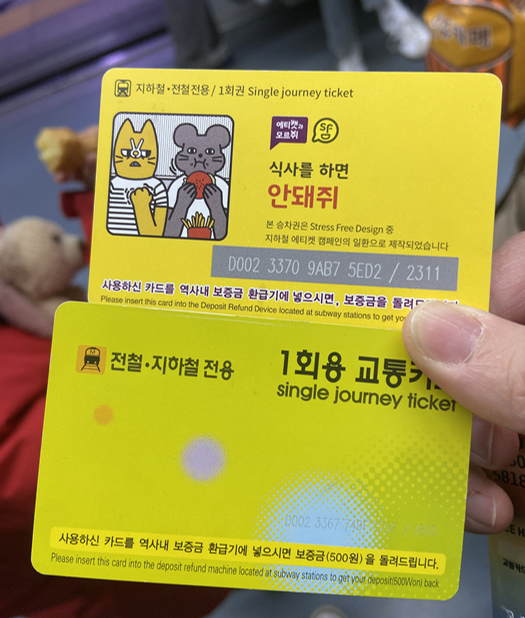 지하철·전철전용 / 1회권 Single journey ticket
에티켓과
모르쥐
SF
식사를 하면
안돼쥐
본 승차권은 Stress Free Design 중
지하철 에티켓 캠페인의 일환으로 제작되었습니다
D002 3370 9AB7 5ED2 / 2311
사용하신 카드를 역사내 보증금 환급기에 넣으시면, 보증금을
Please insert this card into the Deposit Refund Device located at subway stations to get
전철·지하철 전용
1회용 교통카
single journey ticket
D002 3367
사용하신 카드를 역사내 보증금 환급기에 넣으시면 보증금(500원)을 돌려드립니다.
Please insert this card into the deposit refund machine located at subway stations to get your deposit(500Won) back